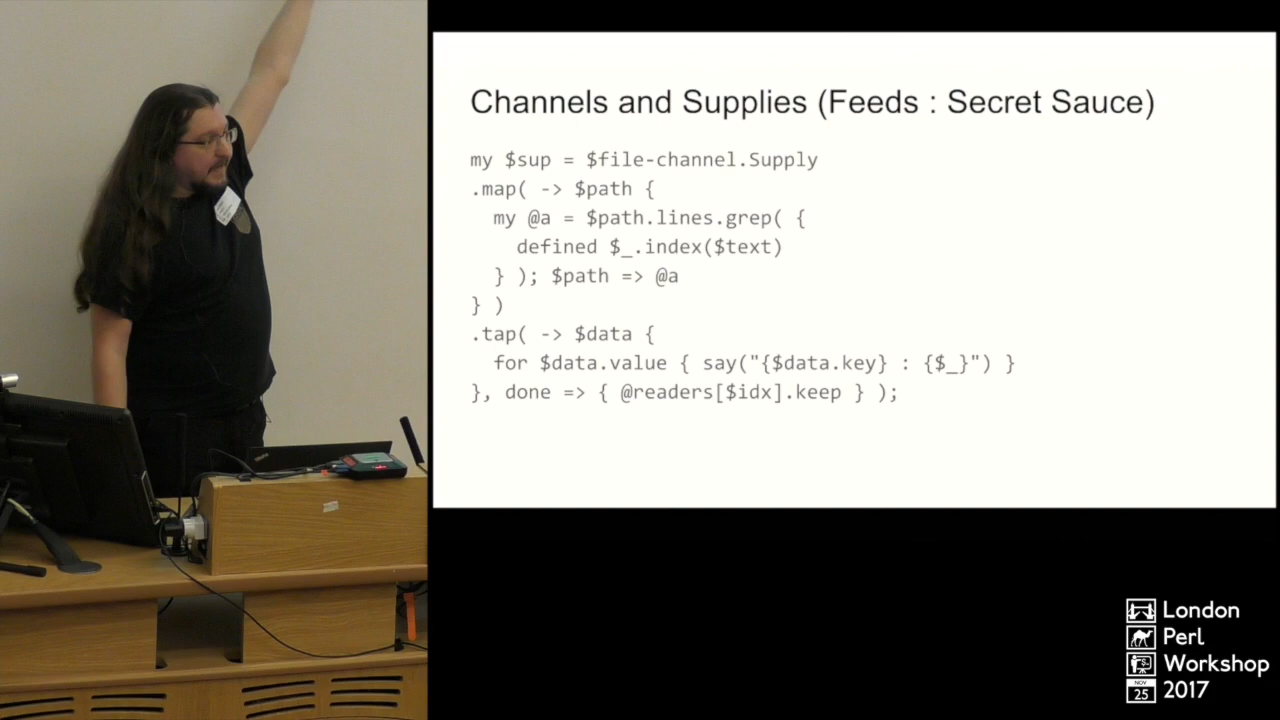 Channels and Supplies (Feeds : Secret Sauce)
my $sup = $file-channel.Supply
.map( -> $path {
my @a = $path.lines.grep( {
defined $_.index($text)
} ); $path => @a
} )
.tap( -> $data {
for $data.value { say("{$data.key} : {$_}") }
}, done => { @readers[$idx].keep } );
London
Perl
Workshop
NOV
25
2017